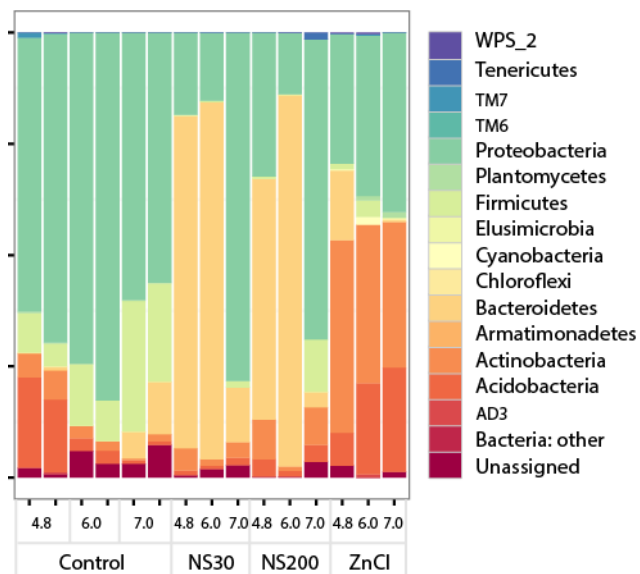 WPS_2
Tenericutes
TM7
TM6
Proteobacteria
Plantomycetes
Firmicutes
Elusimicrobia
Cyanobacteria
Chloroflexi
Bacteroidetes
Armatimonadetes
Actinobacteria
Acidobacteria
AD3
Bacteria: other
Unassigned
4.8 6.0 7.0 4.8 6.0 7.0 4.8 6.0 7.0 4.8 6.0 7.0
Control NS30 NS200 ZnCl